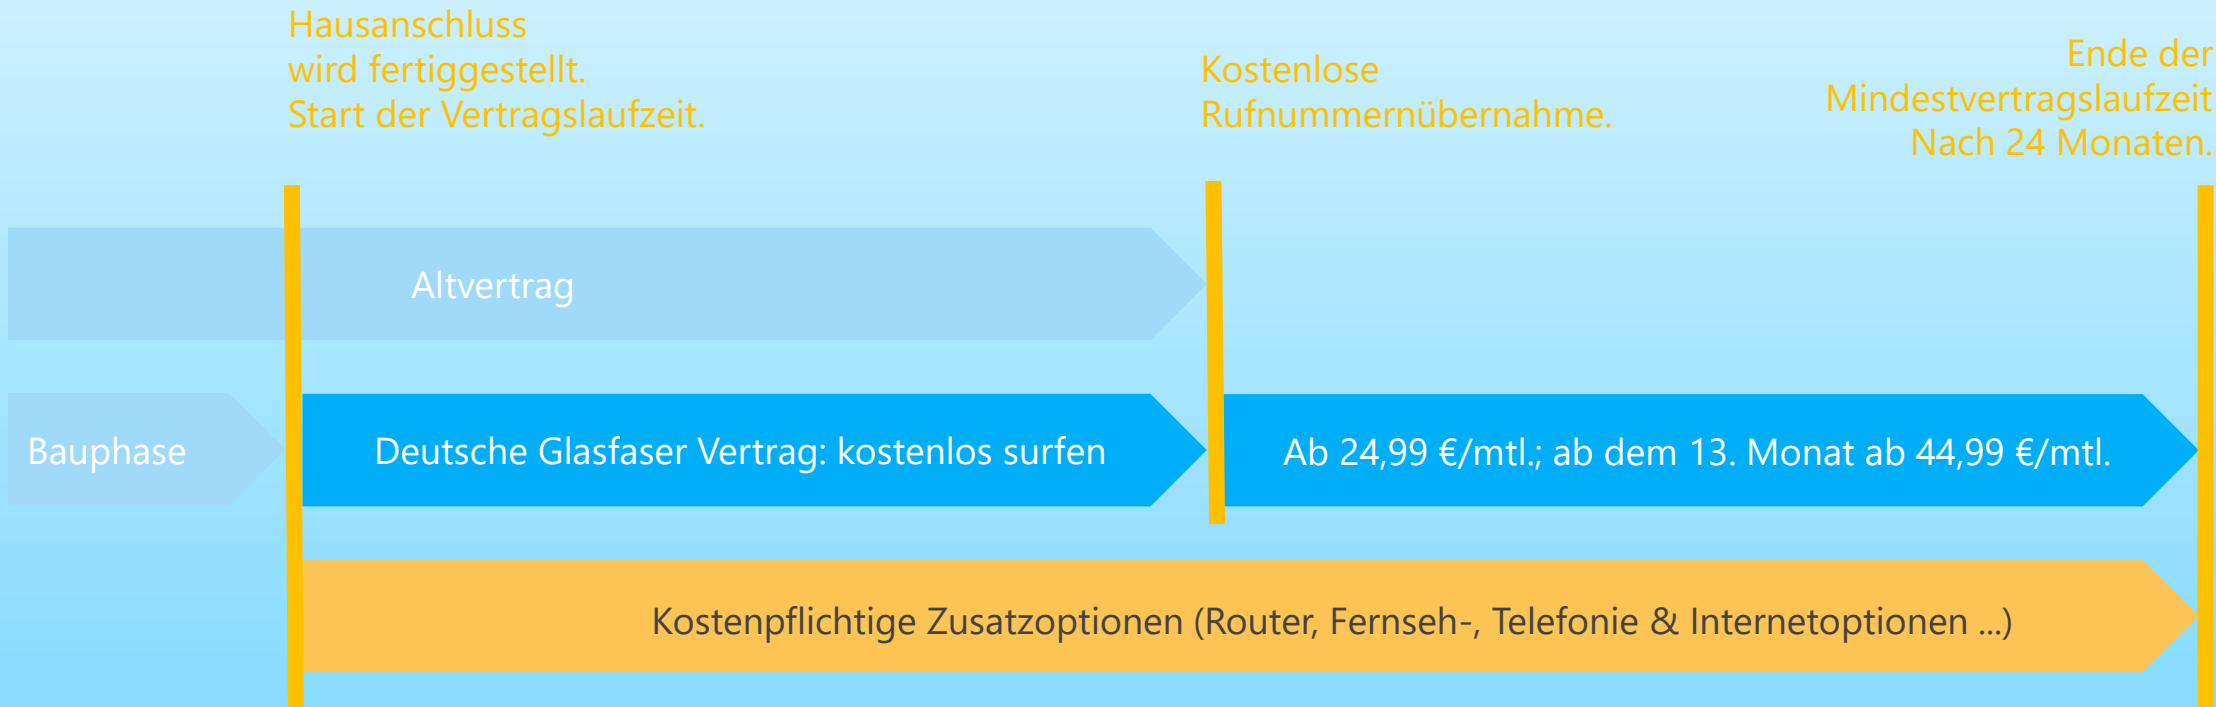 Hausanschluss
wird fertiggestellt.
Start der Vertragslaufzeit.
Kostenlose
Rufnummernübernahme.
Ende der
Mindestvertragslaufzeit
Nach 24 Monaten.
Altvertrag
Bauphase
Deutsche Glasfaser Vertrag: kostenlos surfen
Ab 24,99 €/mtl.; ab dem 13. Monat ab 44,99 €/mtl.
Kostenpflichtige Zusatzoptionen (Router, Fernseh-, Telefonie & Internetoptionen ...)